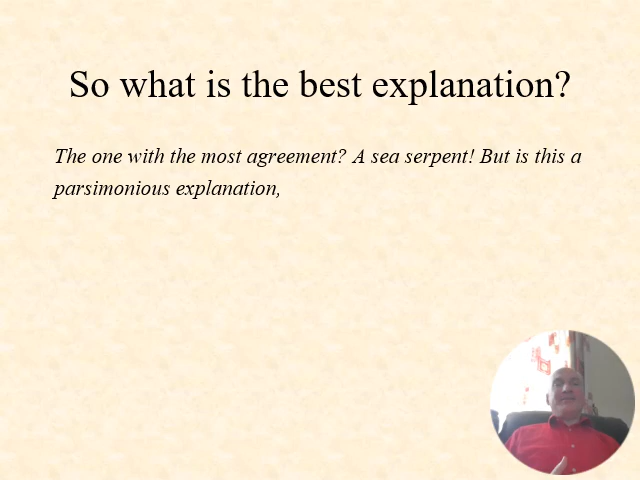 So what is the best explanation?
The one with the most agreement? A sea serpent! But is this a
parsimonious explanation,